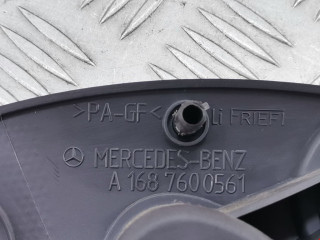 >PA-GF<
MERCEDES-BENZ
A 168 760 0561